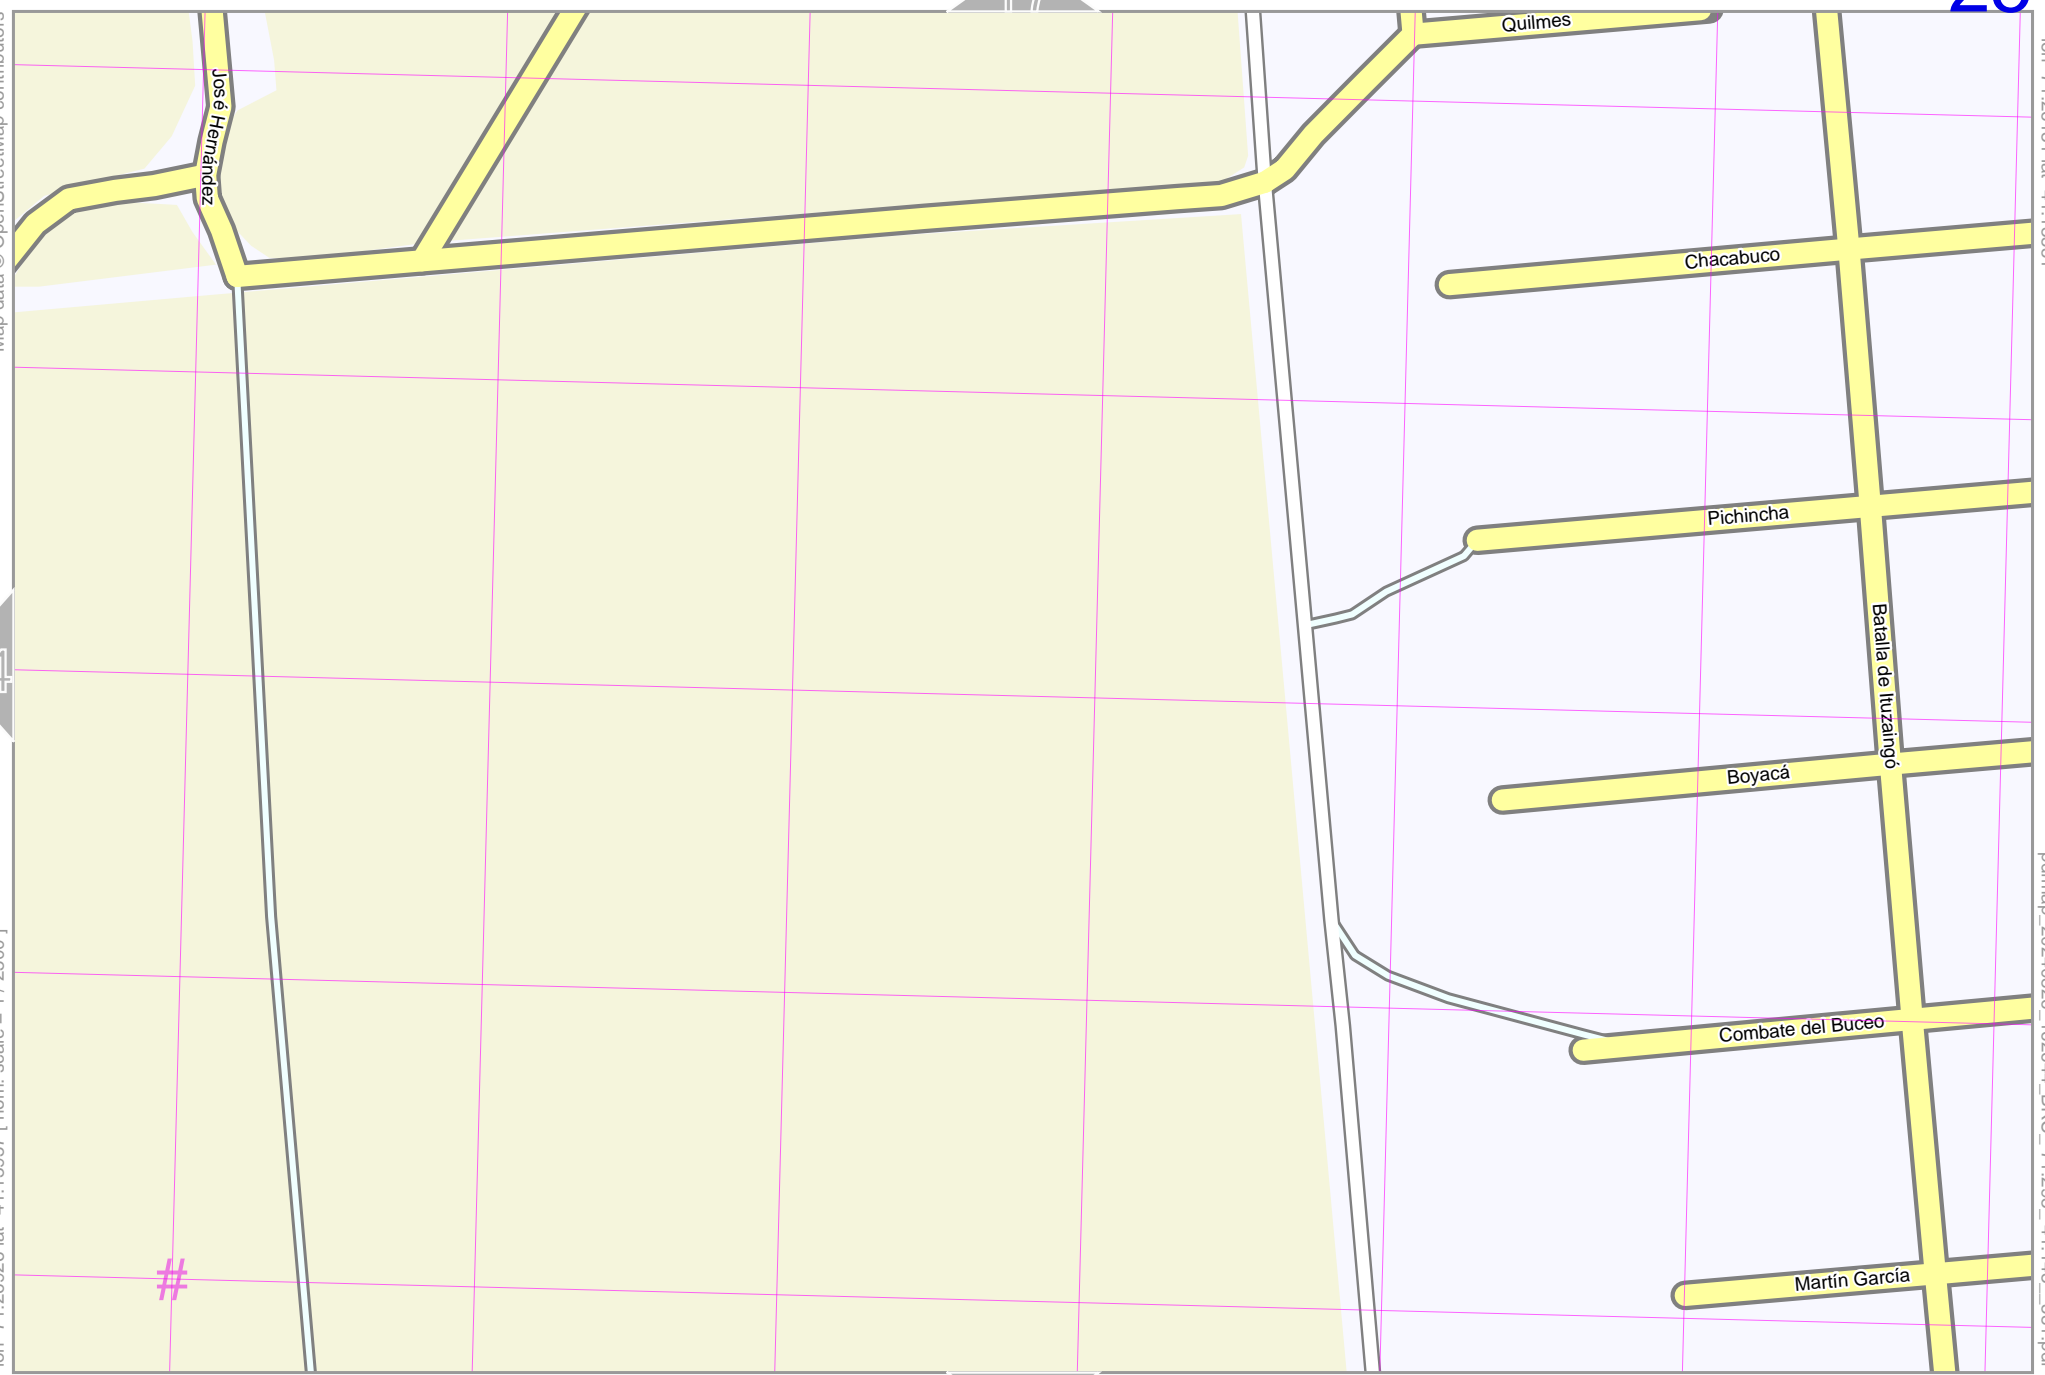 Quilmes
José Hernández
Chacabuco
Pichincha
Batalla de Ituzaingó
Boyacá
Combate del Buceo
#
Martín García